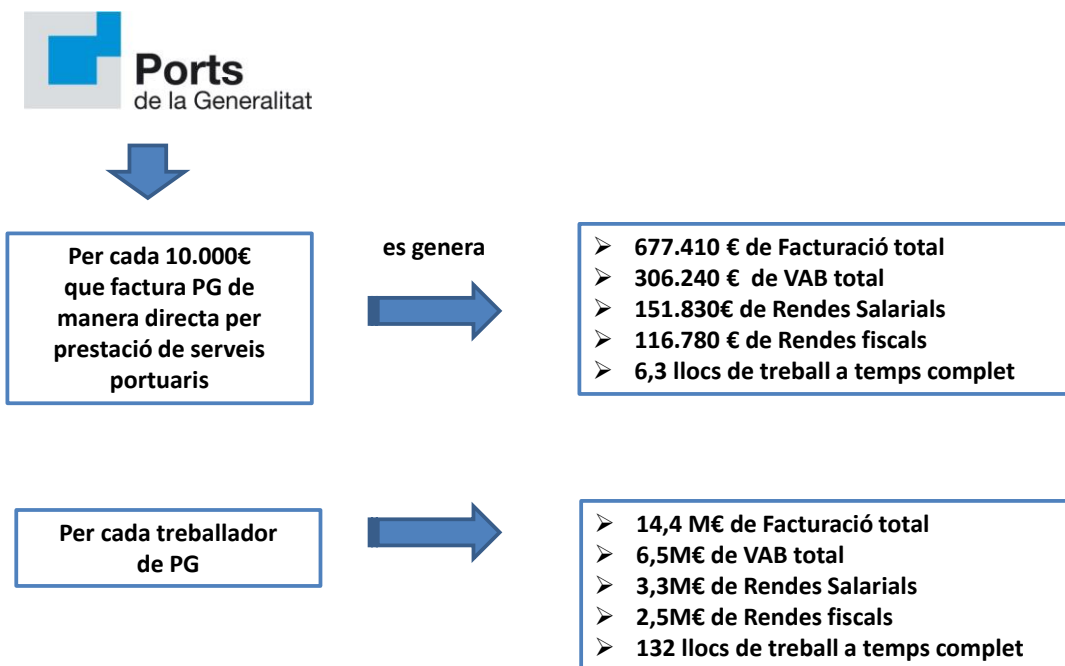 Ports
de la Generalitat
Per cada 10.000€
que factura PG de
manera directa per
prestació de serveis
portuaris
es genera
➢ 677.410 € de Facturació total
➢ 306.240 € de VAB total
➢ 151.830€ de Rendes Salarials
➢ 116.780 € de Rendes fiscals
➢ 6,3 llocs de treball a temps complet
Per cada treballador
de PG
➢ 14,4 M€ de Facturació total
➢ 6,5M€ de VAB total
➢ 3,3M€ de Rendes Salarials
➢ 2,5M€ de Rendes fiscals
➢ 132 llocs de treball a temps complet